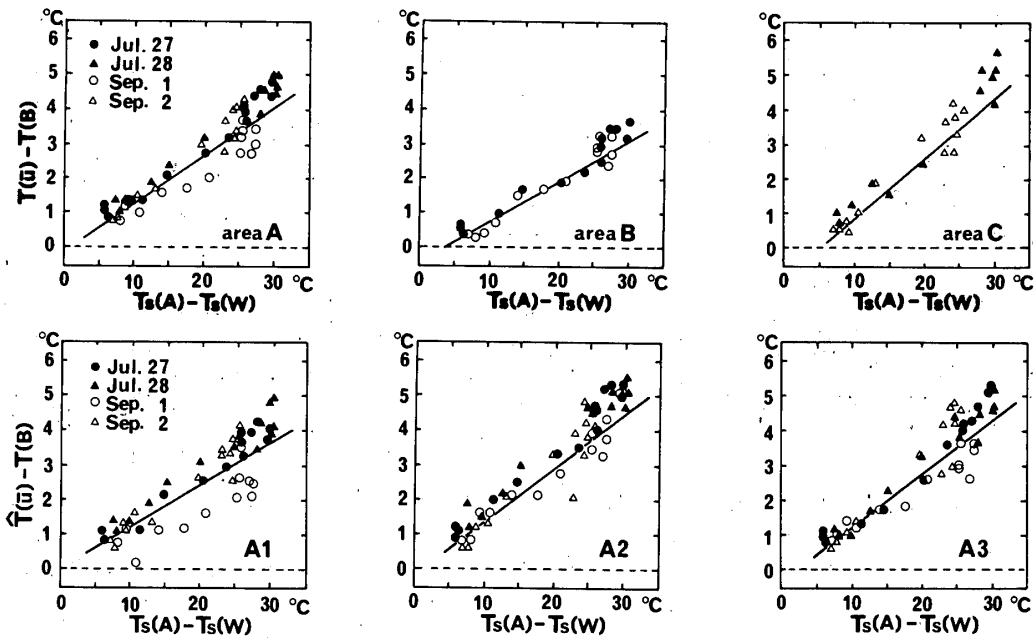 °C
6
5
4
3
2
1
0
● Jul. 27
▲ Jul. 28
○ Sep. 1
△ Sep. 2
area A
T(ū) – T(B)
0 10 20 30 °C
Ts(A) – Ts(W)
°C
6
5
4
3
2
1
0
area B
0 10 20 30 °C
Ts(A) – Ts(W)
6
5
4
3
2
1
0
area C
0 10 20 30 °C
Ts(A) – Ts(W)
°C
6
5
4
3
2
1
0
● Jul. 27
▲ Jul. 28
○ Sep. 1
△ Sep. 2
A1
T̂(ū) – T(B)
0 10 20 30 °C
Ts(A) – Ts(W)
°C
6
5
4
3
2
1
0
A2
0 10 20 30 °C
Ts(A) – Ts(W)
°C
6
5
4
3
2
1
0
A3
0 10 20 30 °C
Ts(A) – Ts(W)